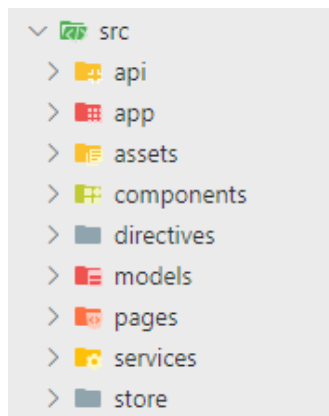 src
api
app
assets
components
directives
models
pages
services
store